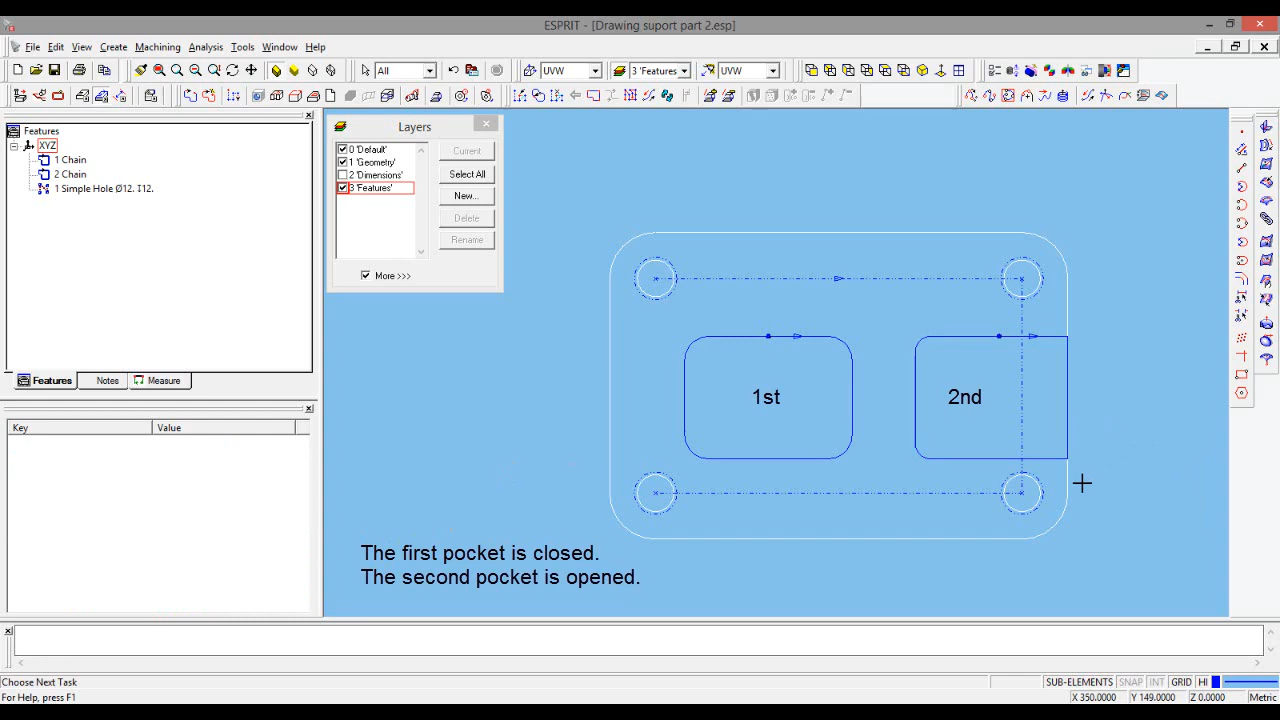 ESPRIT - [Drawing suport part 2.esp]
File Edit View Create Machining Analysis Tools Window Help
All
UVW
3 'Features'
UVW
Features
XYZ
1 Chain
2 Chain
1 Simple Hole Ø12. ↧12.
Features Notes Measure
Key Value
Layers
0 'Default'
1 'Geometry'
2 'Dimensions'
3 'Features'
Current
Select All
New...
Delete
Rename
More >>>
1st
2nd
The first pocket is closed.
The second pocket is opened.
Choose Next Task
SUB-ELEMENTS SNAP INT GRID HI
For Help, press F1
X 350.0000 Y 149.0000 Z 0.0000 Metric